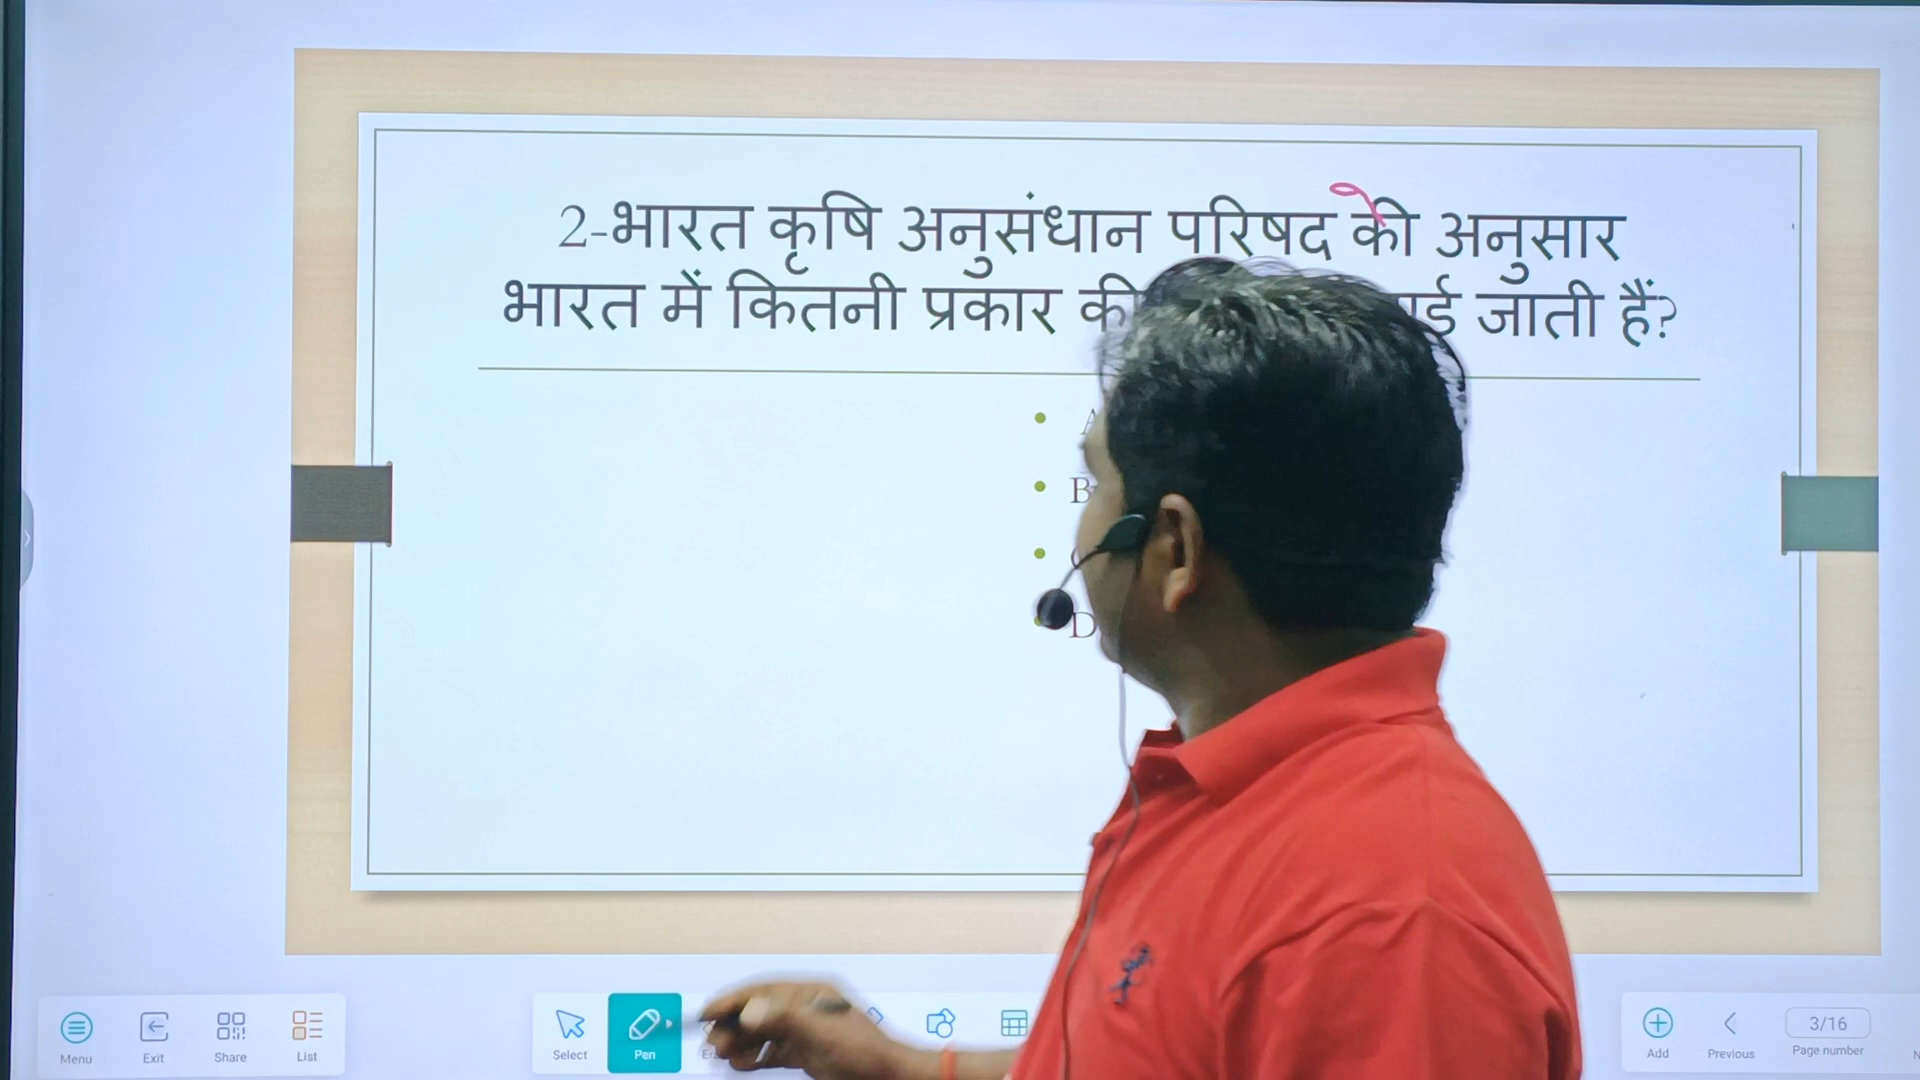 2-भारत कृषि अनुसंधान परिषद की अनुसार
भारत में कितनी प्रकार की जाती हैं?
B
D
Menu
Exit
Share
List
Select
Pen
Add
Previous
3/16
Page number